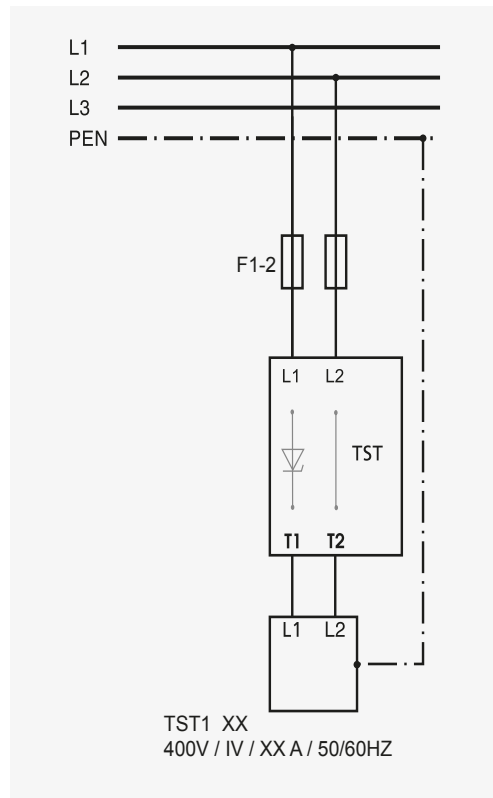 L1
L2
L3
PEN
F1-2
L1 L2
TST
T1 T2
L1 L2
TST1 XX
400V / IV / XX A / 50/60HZ